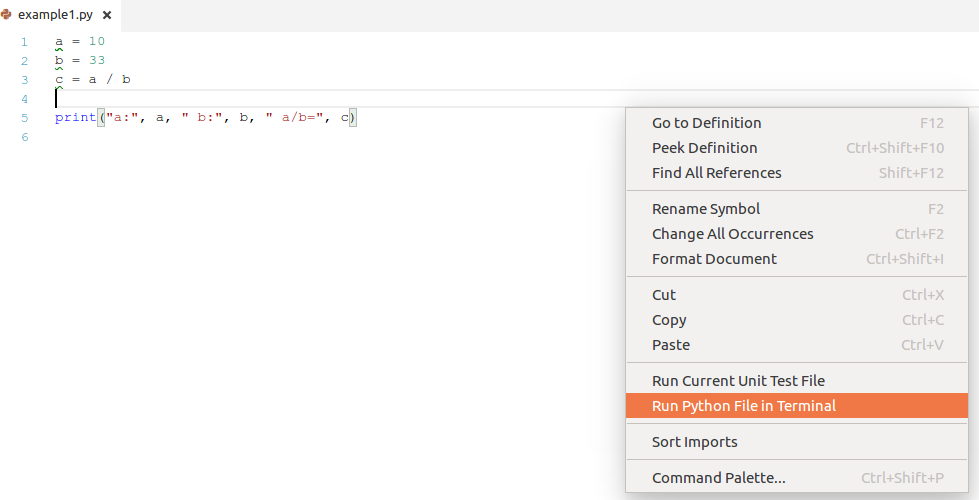 example1.py ×
1 a = 10
2 b = 33
3 c = a / b
4
5 print("a:", a, " b:", b, " a/b=", c)
6
Go to Definition F12
Peek Definition Ctrl+Shift+F10
Find All References Shift+F12
Rename Symbol F2
Change All Occurrences Ctrl+F2
Format Document Ctrl+Shift+I
Cut Ctrl+X
Copy Ctrl+C
Paste Ctrl+V
Run Current Unit Test File
Run Python File in Terminal
Sort Imports
Command Palette... Ctrl+Shift+P